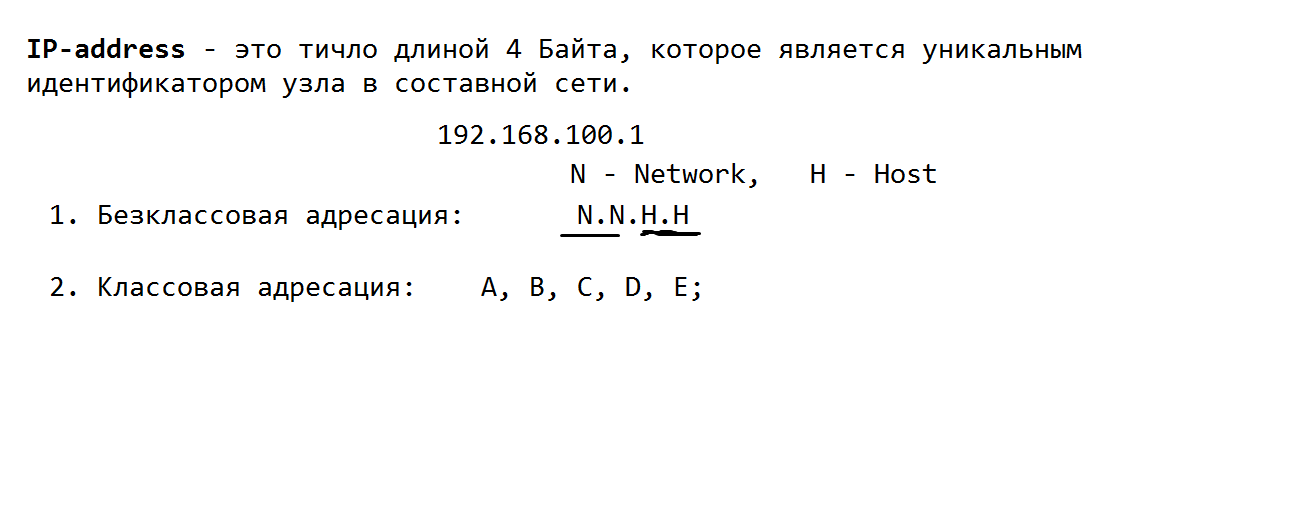 IP-address - это тичло длиной 4 Байта, которое является уникальным
идентификатором узла в составной сети.
192.168.100.1
N - Network, H - Host
1. Безклассовая адресация: N.N.H.H
2. Классовая адресация: A, B, C, D, E;